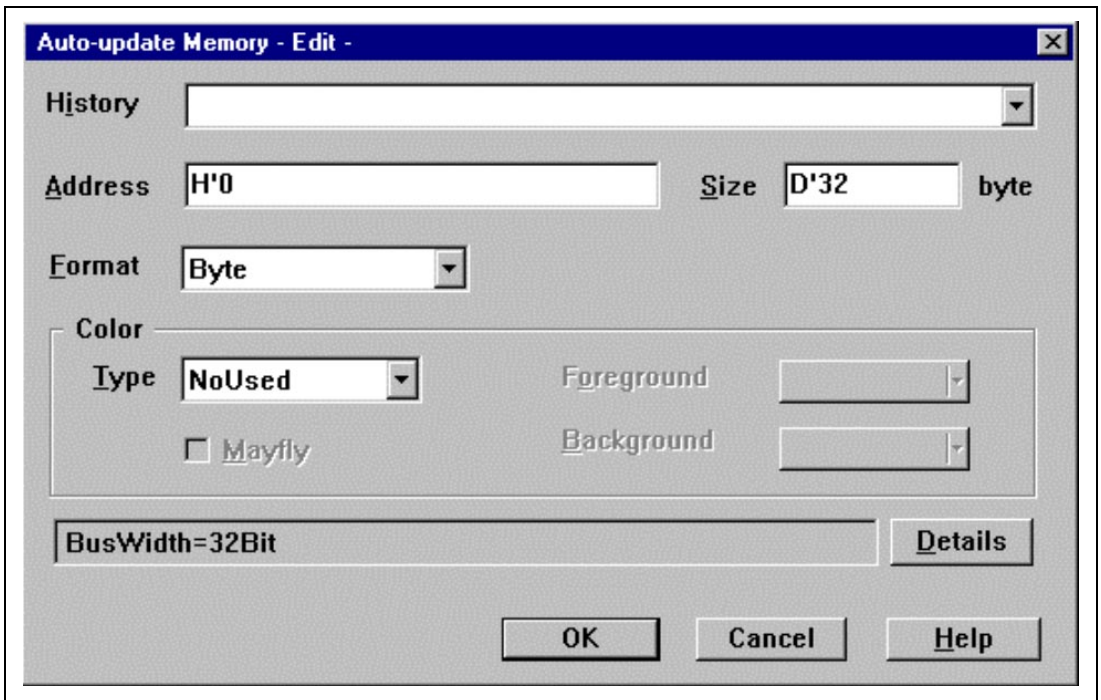 Auto-update Memory - Edit -
History
Address H'0 Size D'32 byte
Format Byte
Color
Type NoUsed Foreground
Mayfly Background
BusWidth=32Bit Details
OK Cancel Help